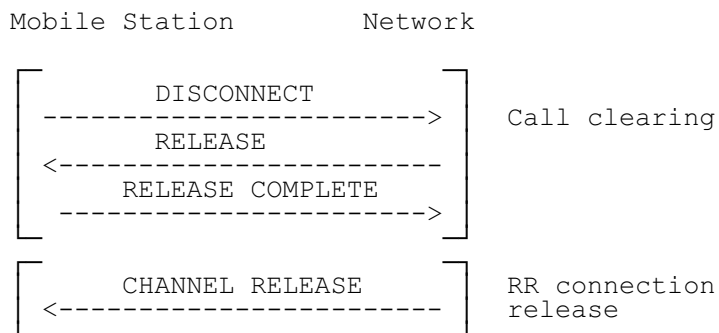 Mobile Station Network
DISCONNECT
------------------------> Call clearing
RELEASE
<------------------------
RELEASE COMPLETE
----------------------->
CHANNEL RELEASE RR connection
<------------------------ release